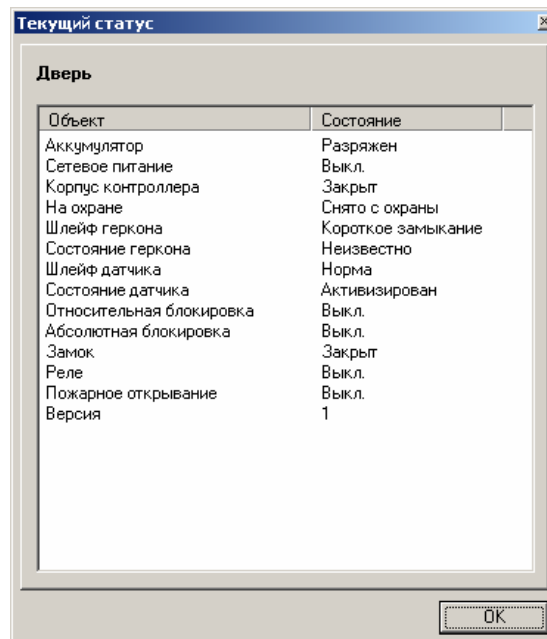 Текущий статус
Дверь
Объект Состояние
Аккумулятор Разряжен
Сетевое питание Выкл.
Корпус контроллера Закрыт
На охране Снято с охраны
Шлейф геркона Короткое замыкание
Состояние геркона Неизвестно
Шлейф датчика Норма
Состояние датчика Активизирован
Относительная блокировка Выкл.
Абсолютная блокировка Выкл.
Замок Закрыт
Реле Выкл.
Пожарное открывание Выкл.
Версия 1
OK